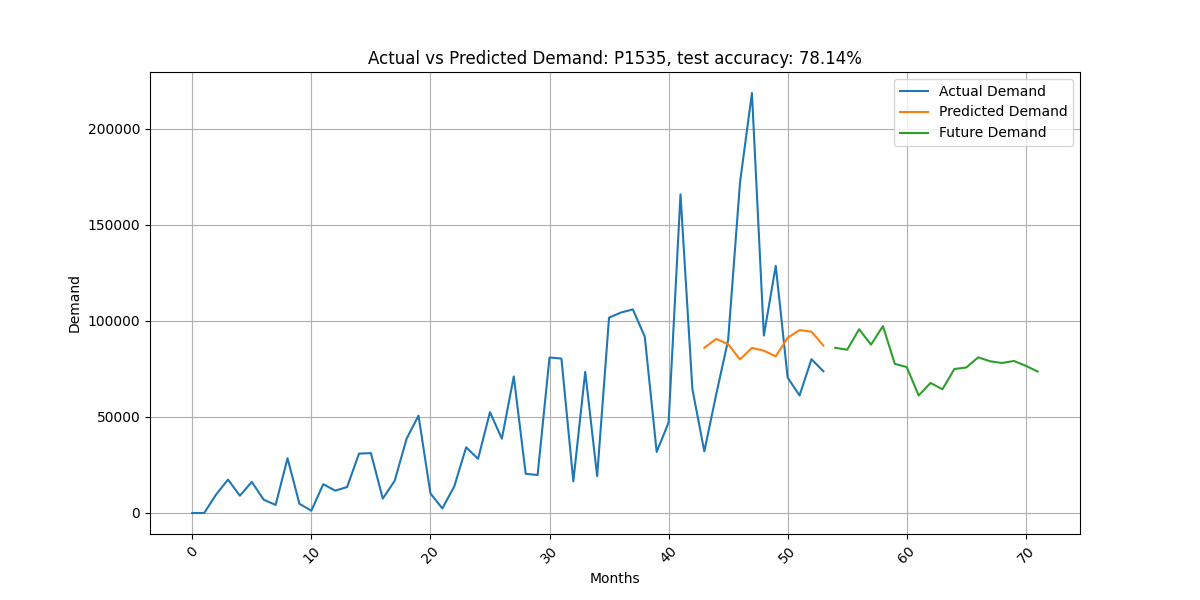 Actual vs Predicted Demand: P1535, test accuracy: 78.14%
Actual Demand
Predicted Demand
Future Demand
200000
150000
100000
50000
0
Demand
0 10 20 30 40 50 60 70
Months